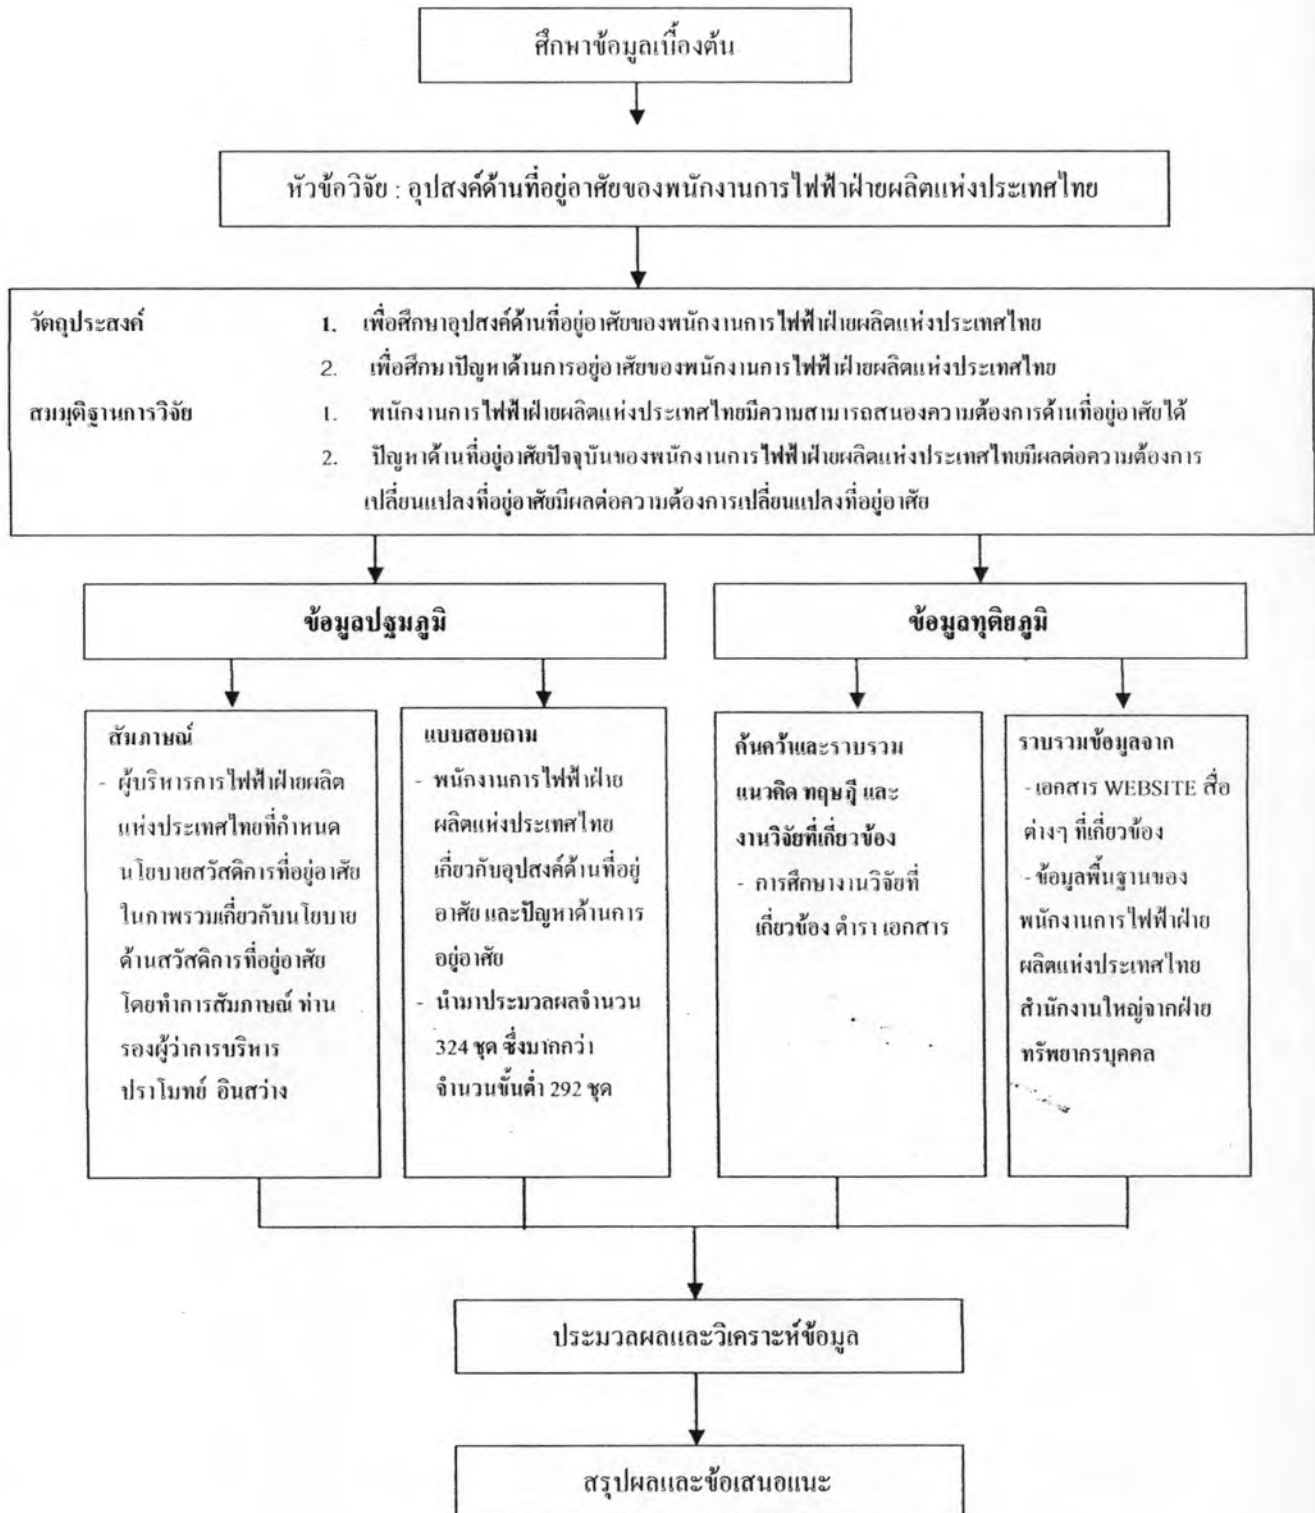 ศึกษาข้อมูลเบื้องต้น
หัวข้อวิจัย : อุปสงค์ด้านที่อยู่อาศัยของพนักงานการไฟฟ้าฝ่ายผลิตแห่งประเทศไทย
วัตถุประสงค์ 1. เพื่อศึกษาอุปสงค์ด้านที่อยู่อาศัยของพนักงานการไฟฟ้าฝ่ายผลิตแห่งประเทศไทย
2. เพื่อศึกษาปัญหาด้านการอยู่อาศัยของพนักงานการไฟฟ้าฝ่ายผลิตแห่งประเทศไทย
สมมุติฐานการวิจัย 1. พนักงานการไฟฟ้าฝ่ายผลิตแห่งประเทศไทยมีความสามารถสนองความต้องการด้านที่อยู่อาศัยได้
2. ปัญหาด้านที่อยู่อาศัยปัจจุบันของพนักงานการไฟฟ้าฝ่ายผลิตแห่งประเทศไทยมีผลต่อความต้องการ
เปลี่ยนแปลงที่อยู่อาศัยมีผลต่อความต้องการเปลี่ยนแปลงที่อยู่อาศัย
ข้อมูลปฐมภูมิ
ข้อมูลทุติยภูมิ
สัมภาษณ์
- ผู้บริหารการไฟฟ้าฝ่ายผลิต
แห่งประเทศไทยที่กำหนด
นโยบายสวัสดิการที่อยู่อาศัย
ในภาพรวมเกี่ยวกับนโยบาย
ด้านสวัสดิการที่อยู่อาศัย
โดยทำการสัมภาษณ์ ท่าน
รองผู้ว่าการบริหาร
ปราโมทย์ อินสว่าง
แบบสอบถาม
- พนักงานการไฟฟ้าฝ่าย
ผลิตแห่งประเทศไทย
เกี่ยวกับอุปสงค์ด้านที่อยู่
อาศัย และปัญหาด้านการ
อยู่อาศัย
- นำมาประมวลผลจำนวน
324 ชุด ซึ่งมากกว่า
จำนวนขั้นต่ำ 292 ชุด
ค้นคว้าและรวบรวม
แนวคิด ทฤษฎี และ
งานวิจัยที่เกี่ยวข้อง
- การศึกษางานวิจัยที่
เกี่ยวข้อง ตำรา เอกสาร
รวบรวมข้อมูลจาก
- เอกสาร WEBSITE สื่อ
ต่างๆ ที่เกี่ยวข้อง
- ข้อมูลพื้นฐานของ
พนักงานการไฟฟ้าฝ่าย
ผลิตแห่งประเทศไทย
สำนักงานใหญ่จากฝ่าย
ทรัพยากรบุคคล
ประมวลผลและวิเคราะห์ข้อมูล
สรุปผลและข้อเสนอแนะ